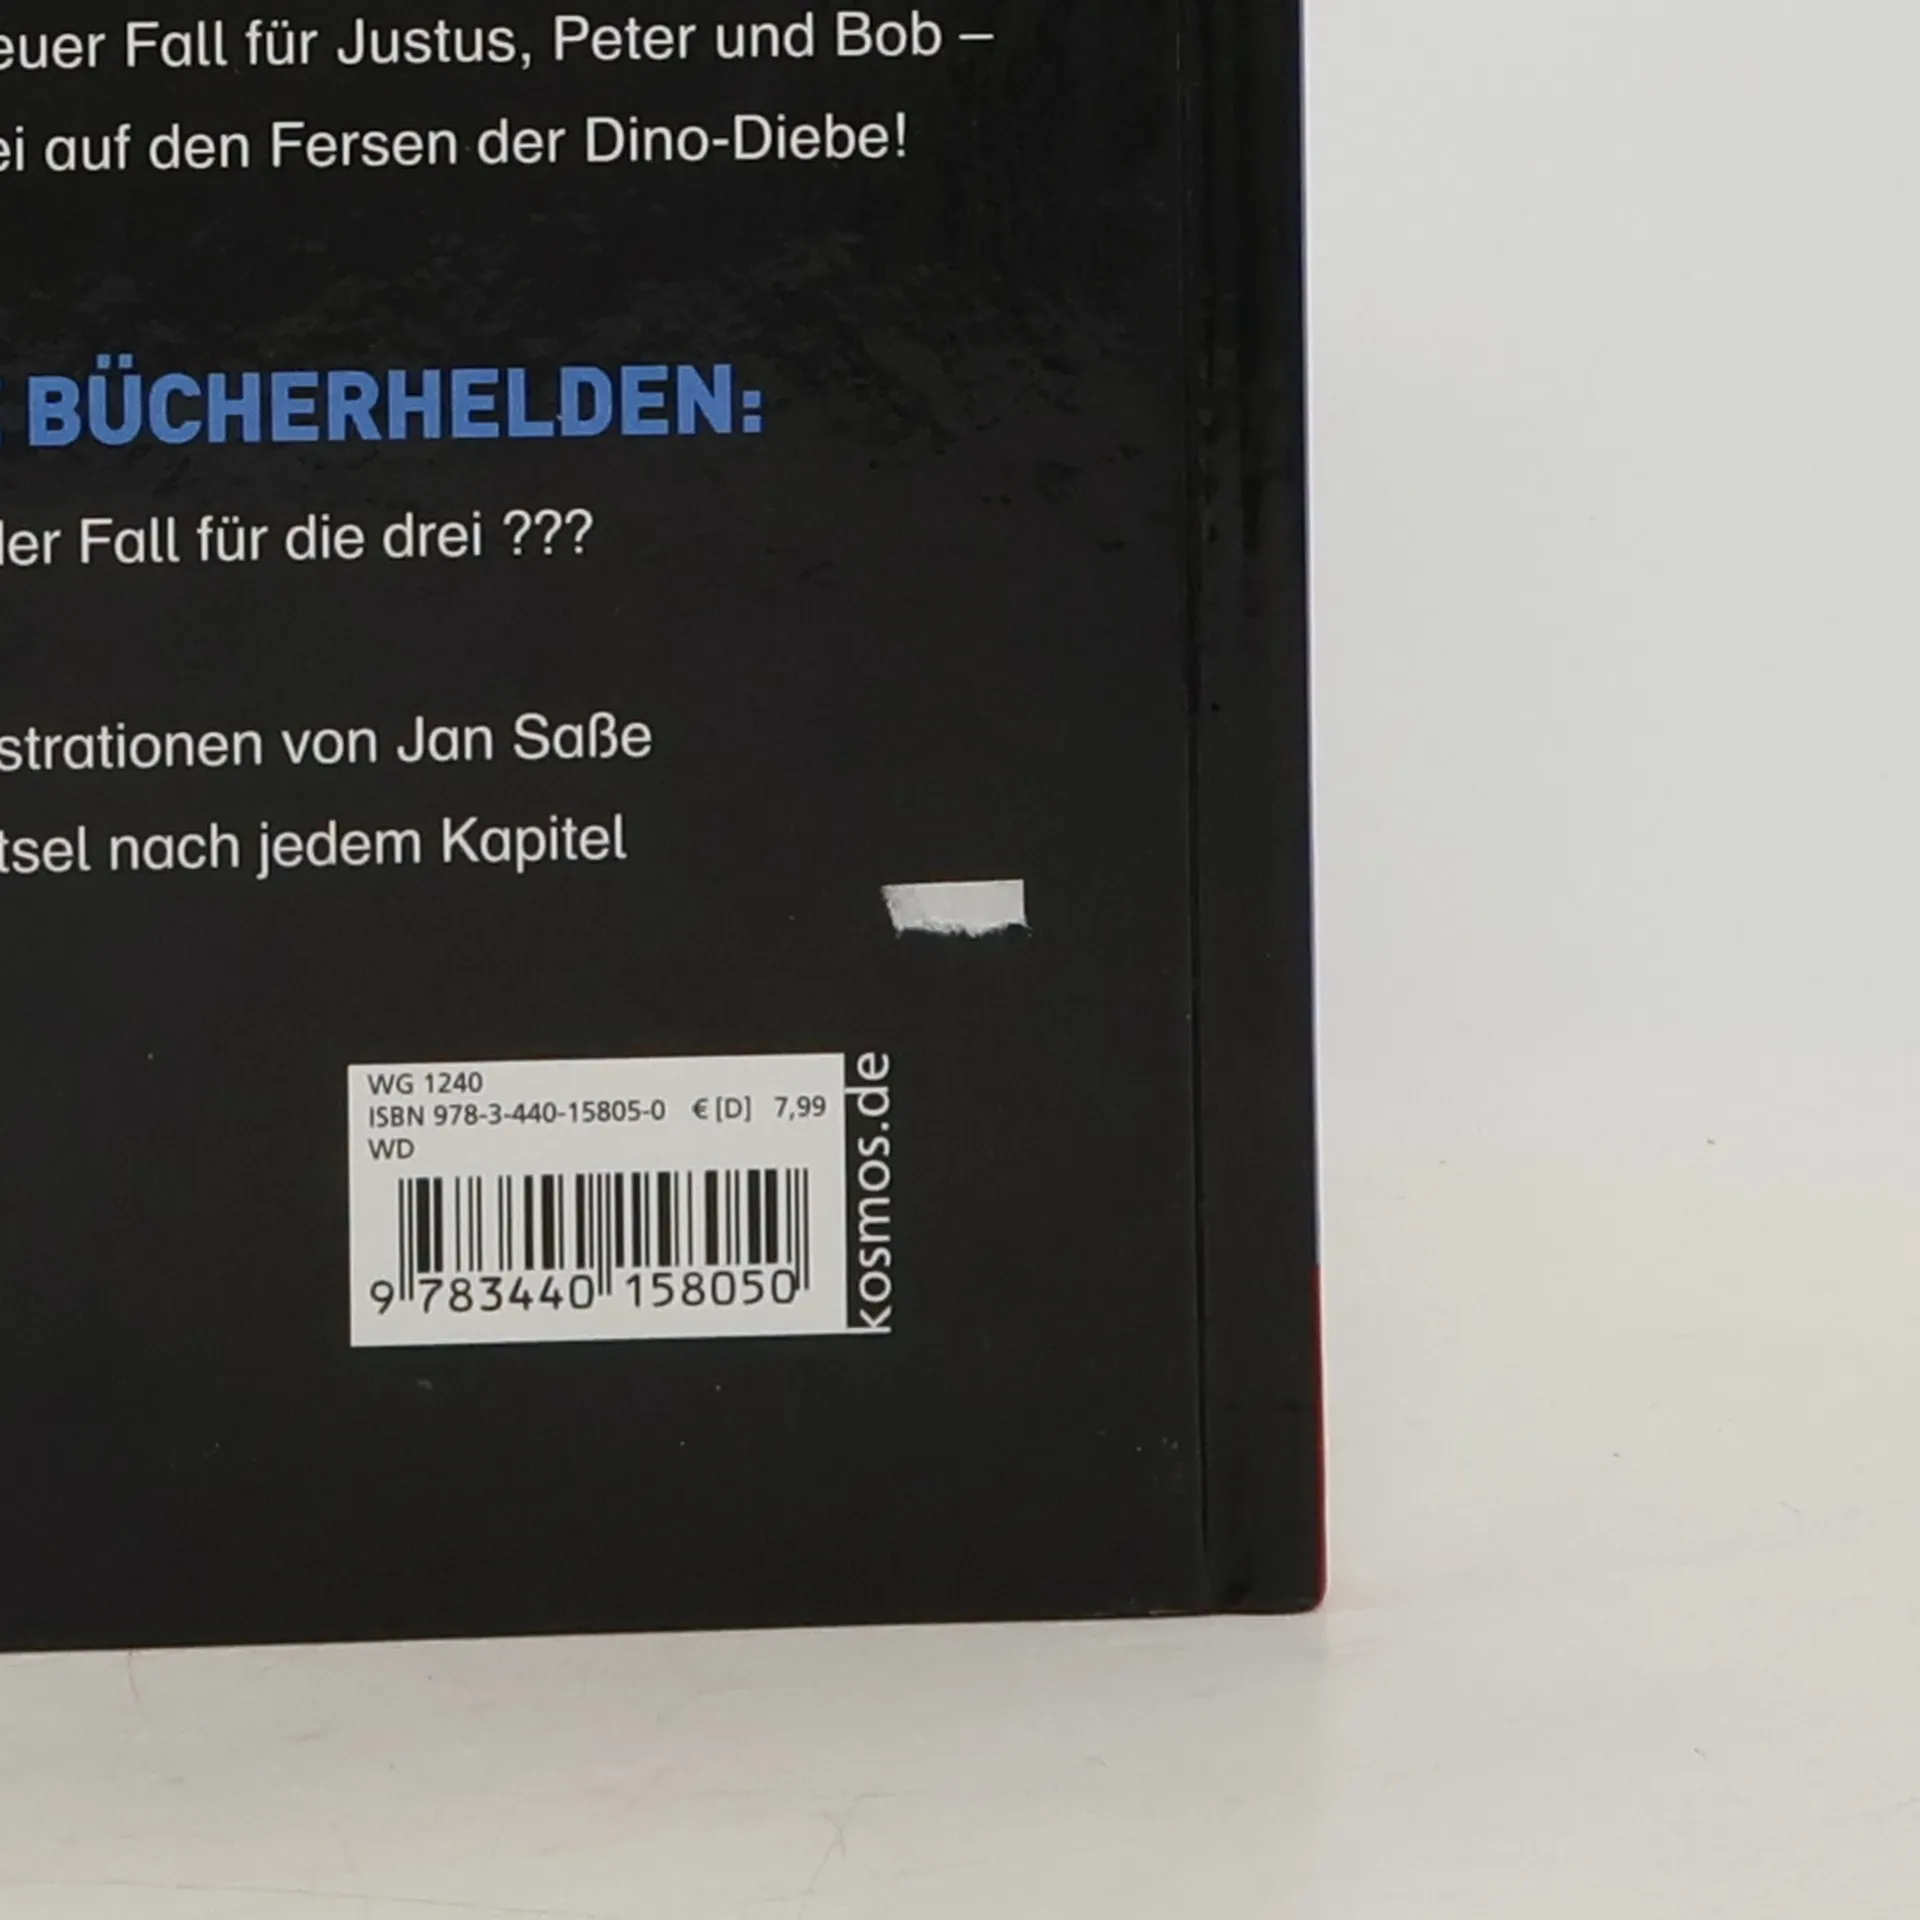 euer Fall für Justus, Peter und Bob –
ei auf den Fersen der Dino-Diebe!
BÜCHERHELDEN:
der Fall für die drei ???
strationen von Jan Saße
tsel nach jedem Kapitel
WG 1240
ISBN 978-3-440-15805-0 € [D] 7,99
WD
9 783440 158050
kosmos.de